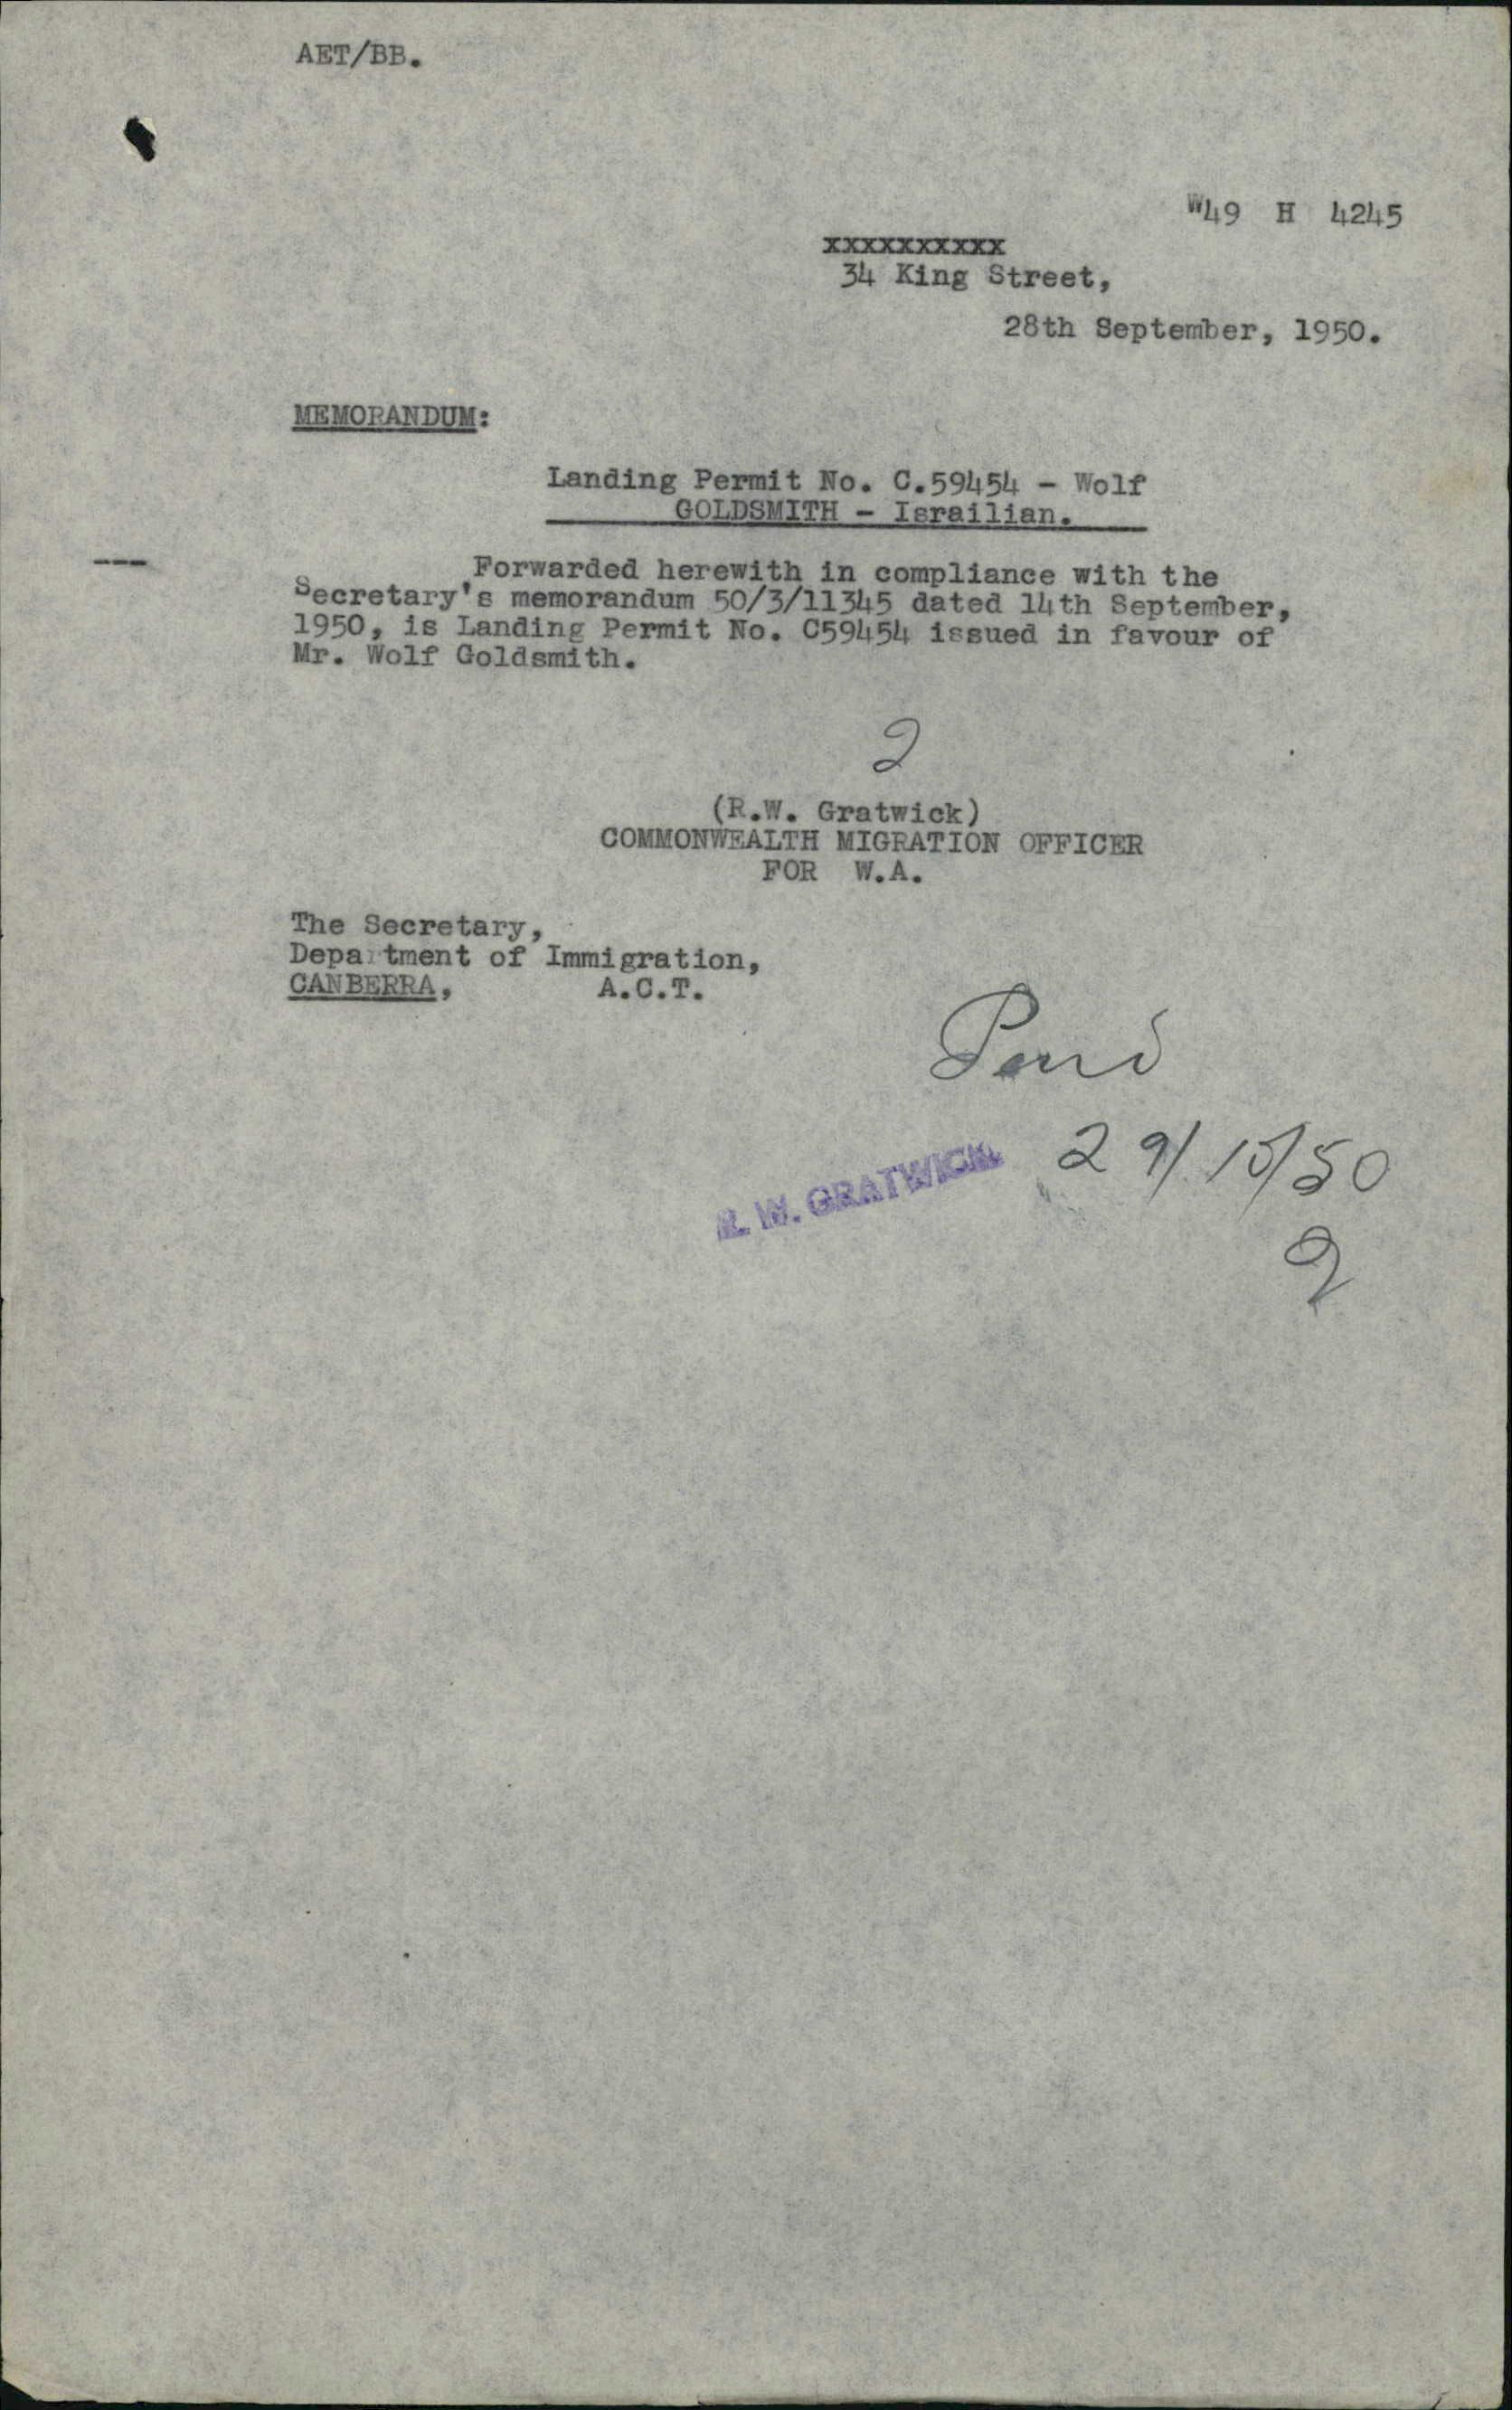 AET/BB.
W49 H 4245
xxxxxxxxxx
34 King Street,
28th September, 1950.
MEMORANDUM:
Landing Permit No. C.59454 - Wolf
GOLDSMITH - Israilian.
---
Forwarded herewith in compliance with the
Secretary's memorandum 50/3/11345 dated 14th September,
1950, is Landing Permit No. C59454 issued in favour of
Mr. Wolf Goldsmith.
(R.W. Gratwick)
COMMONWEALTH MIGRATION OFFICER
FOR W.A.
The Secretary,
Department of Immigration,
CANBERRA, A.C.T.
R. W. GRATWICK